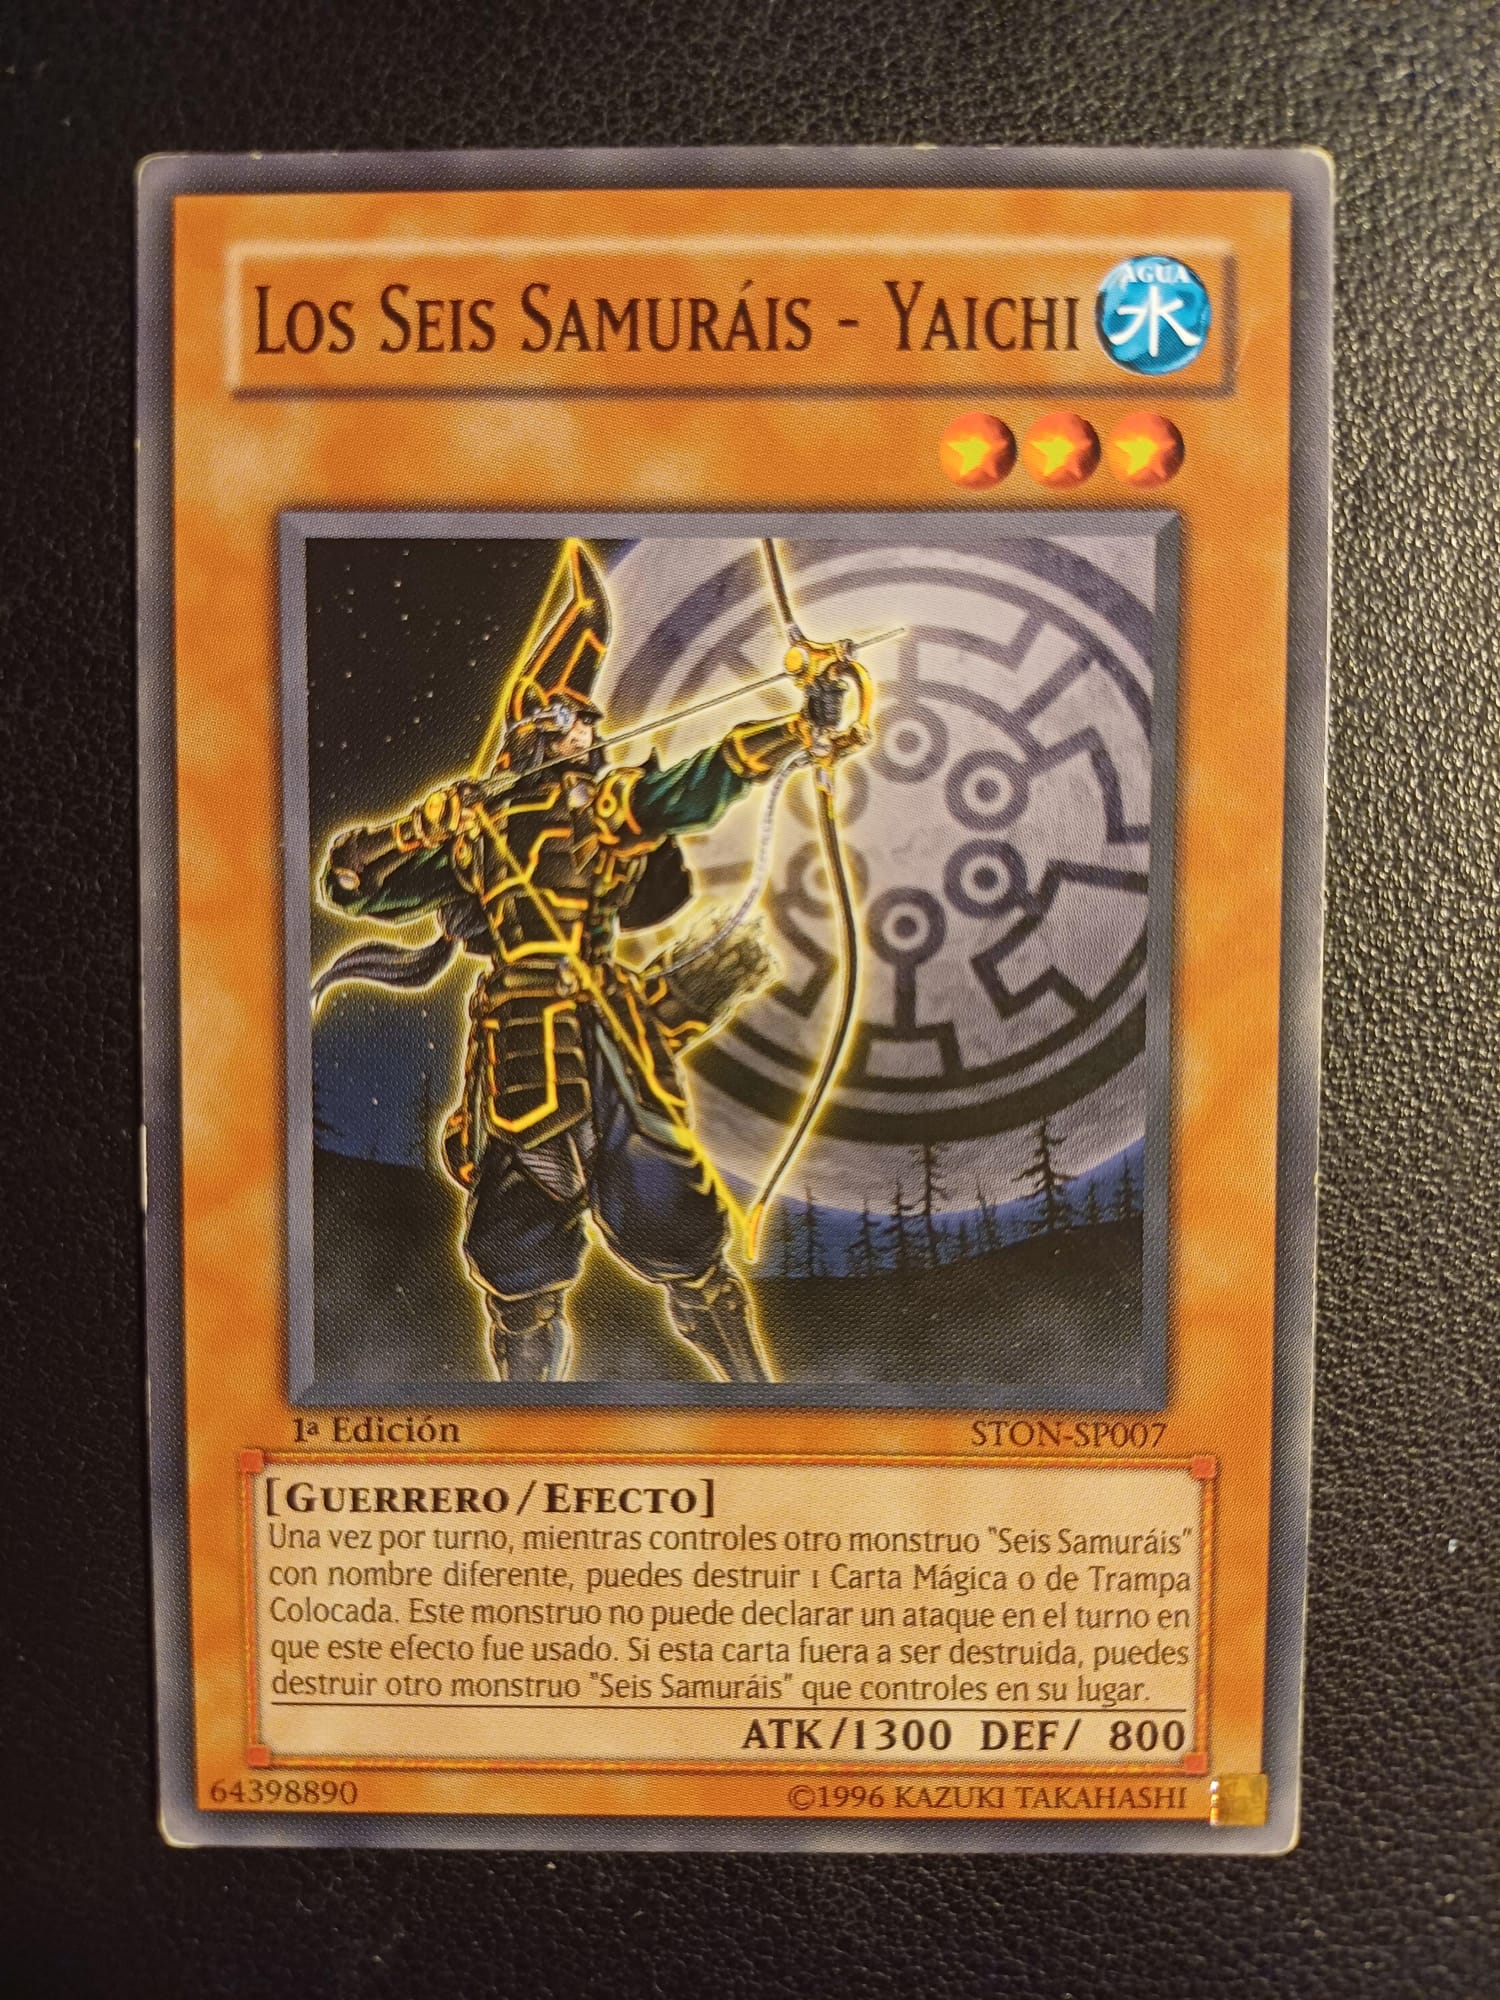 Los Seis Samuráis - Yaichi
AGUA
水
1ª Edición
STON-SP007
[Guerrero/Efecto]
Una vez por turno, mientras controles otro monstruo "Seis Samuráis"
con nombre diferente, puedes destruir 1 Carta Mágica o de Trampa
Colocada. Este monstruo no puede declarar un ataque en el turno en
que este efecto fue usado. Si esta carta fuera a ser destruida, puedes
destruir otro monstruo "Seis Samuráis" que controles en su lugar.
ATK/1300 DEF/ 800
64398890
©1996 KAZUKI TAKAHASHI